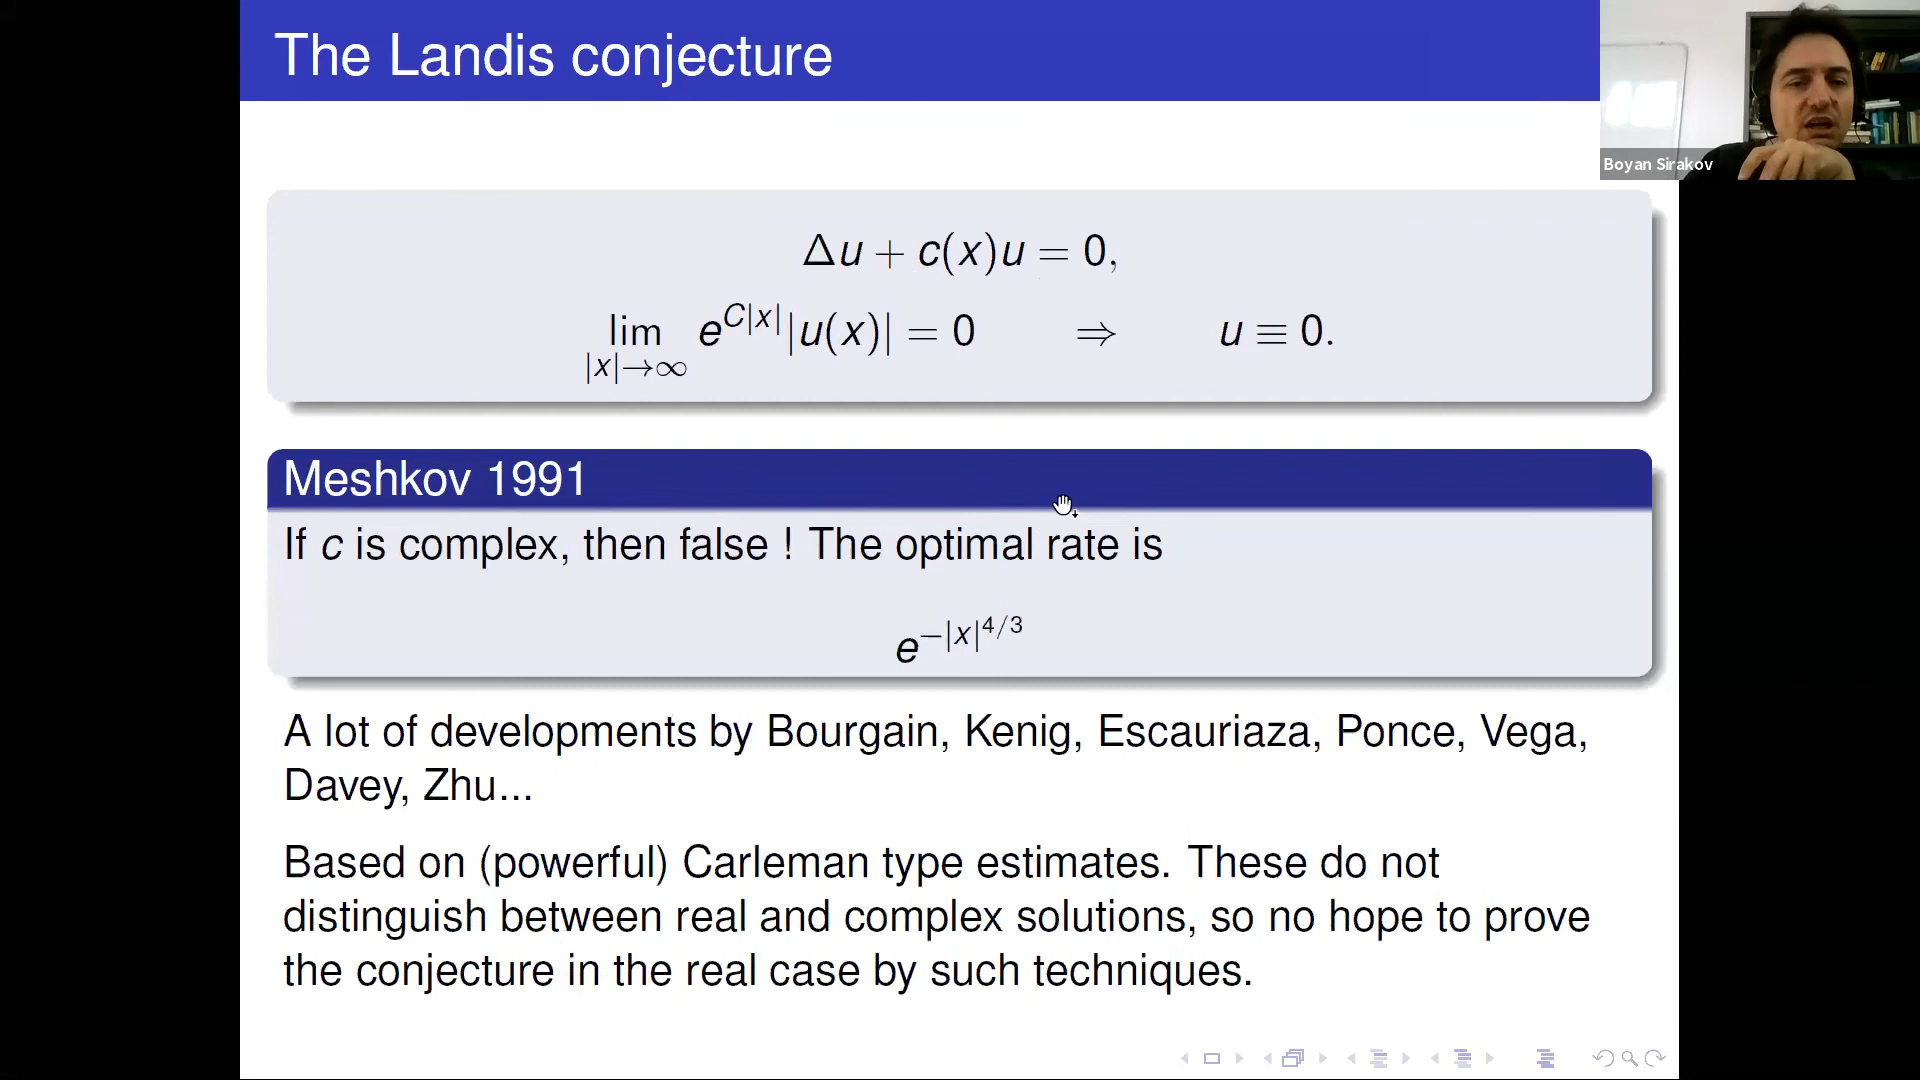 The Landis conjecture
Boyan Sirakov
Δu + c(x)u = 0,
lim e^{C|x|}|u(x)| = 0 ⇒ u ≡ 0.
|x|→∞
Meshkov 1991
If c is complex, then false ! The optimal rate is
e^{-|x|^{4/3}}
A lot of developments by Bourgain, Kenig, Escauriaza, Ponce, Vega,
Davey, Zhu...
Based on (powerful) Carleman type estimates. These do not
distinguish between real and complex solutions, so no hope to prove
the conjecture in the real case by such techniques.